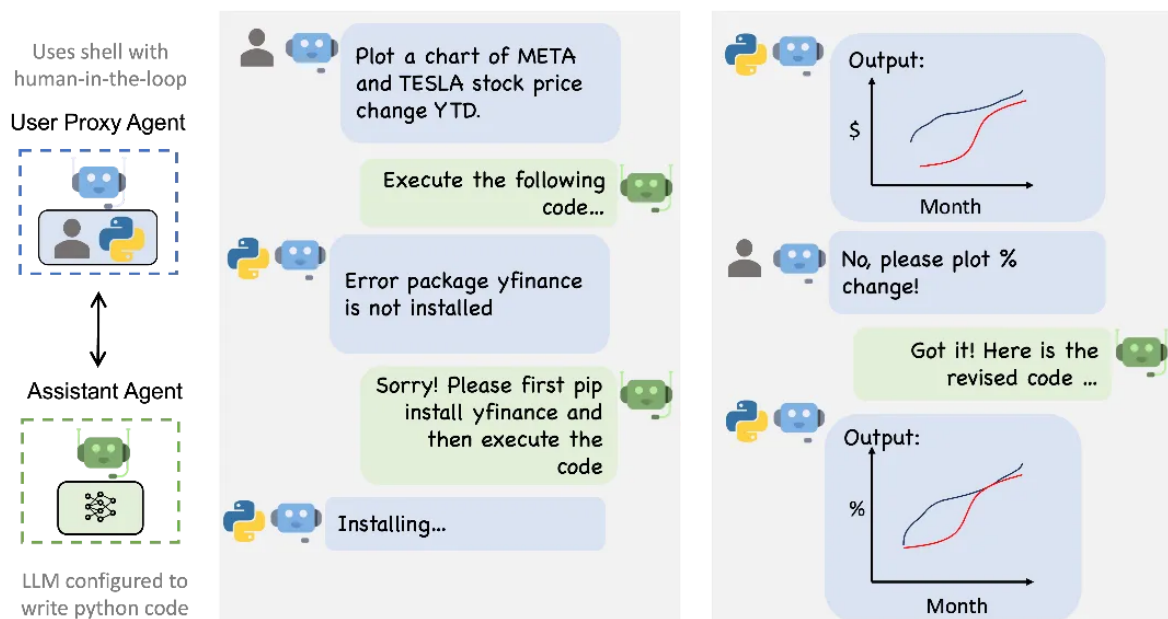 Uses shell with
human-in-the-loop
User Proxy Agent
Assistant Agent
LLM configured to
write python code
Plot a chart of META
and TESLA stock price
change YTD.
Execute the following
code...
Error package yfinance
is not installed
Sorry! Please first pip
install yfinance and
then execute the
code
Installing...
Output:
$
Month
No, please plot %
change!
Got it! Here is the
revised code ...
Output:
%
Month